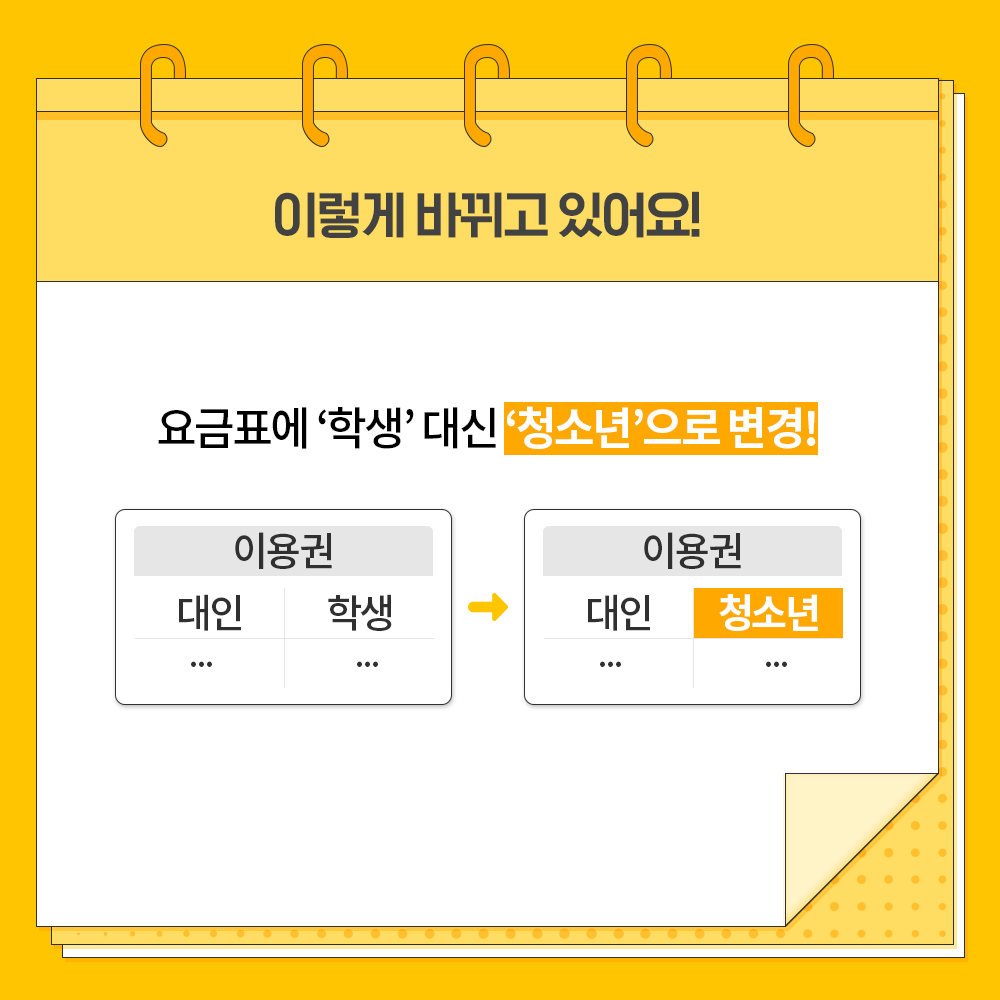 이렇게 바뀌고 있어요!
요금표에 ‘학생’ 대신 ‘청소년’으로 변경!
이용권
대인 학생
... ...
이용권
대인 청소년
... ...